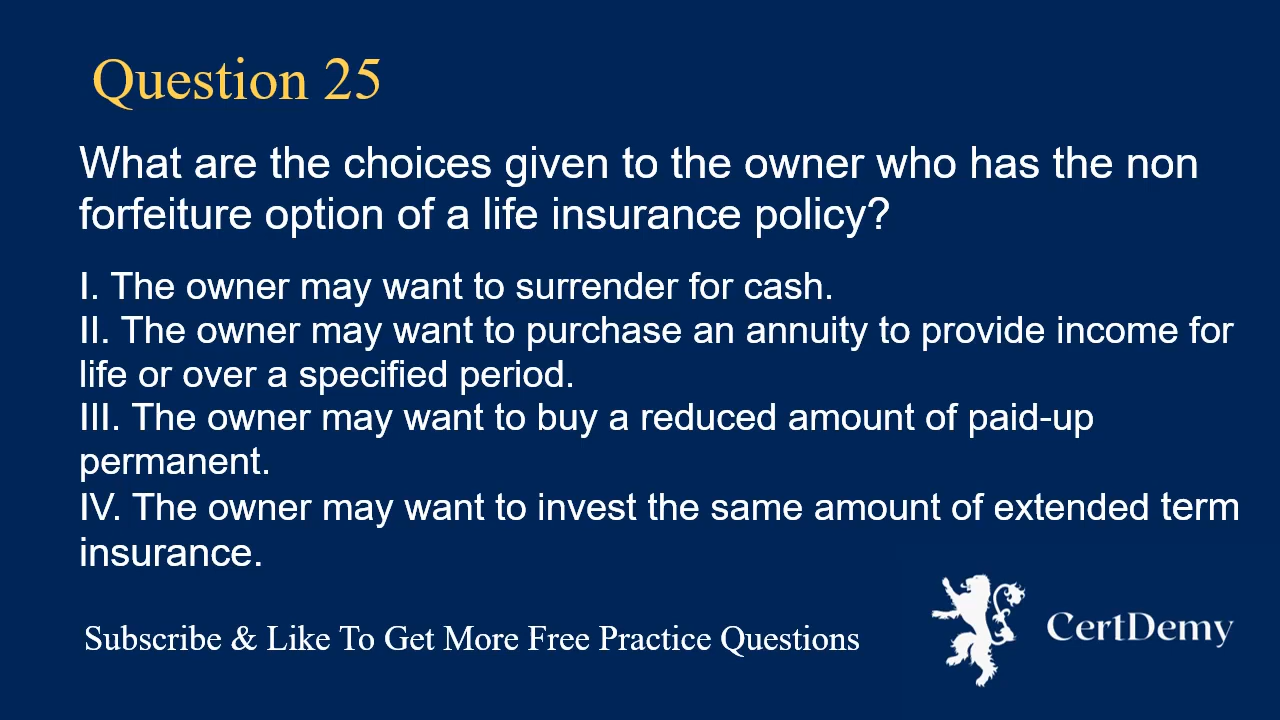 Question 25
What are the choices given to the owner who has the non
forfeiture option of a life insurance policy?
I. The owner may want to surrender for cash.
II. The owner may want to purchase an annuity to provide income for
life or over a specified period.
III. The owner may want to buy a reduced amount of paid-up
permanent.
IV. The owner may want to invest the same amount of extended term
insurance.
Subscribe & Like To Get More Free Practice Questions
CertDemy